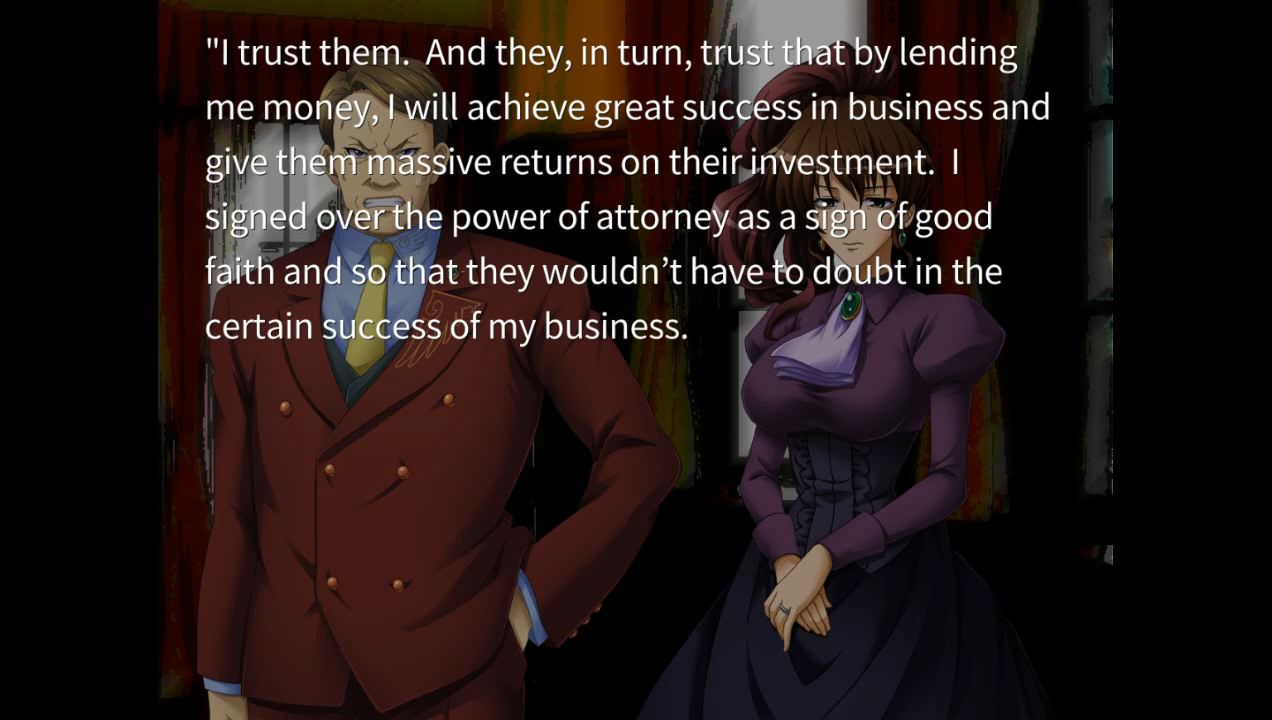 "I trust them.  And they, in turn, trust that by lending
me money, I will achieve great success in business and
give them massive returns on their investment.  I
signed over the power of attorney as a sign of good
faith and so that they wouldn’t have to doubt in the
certain success of my business.